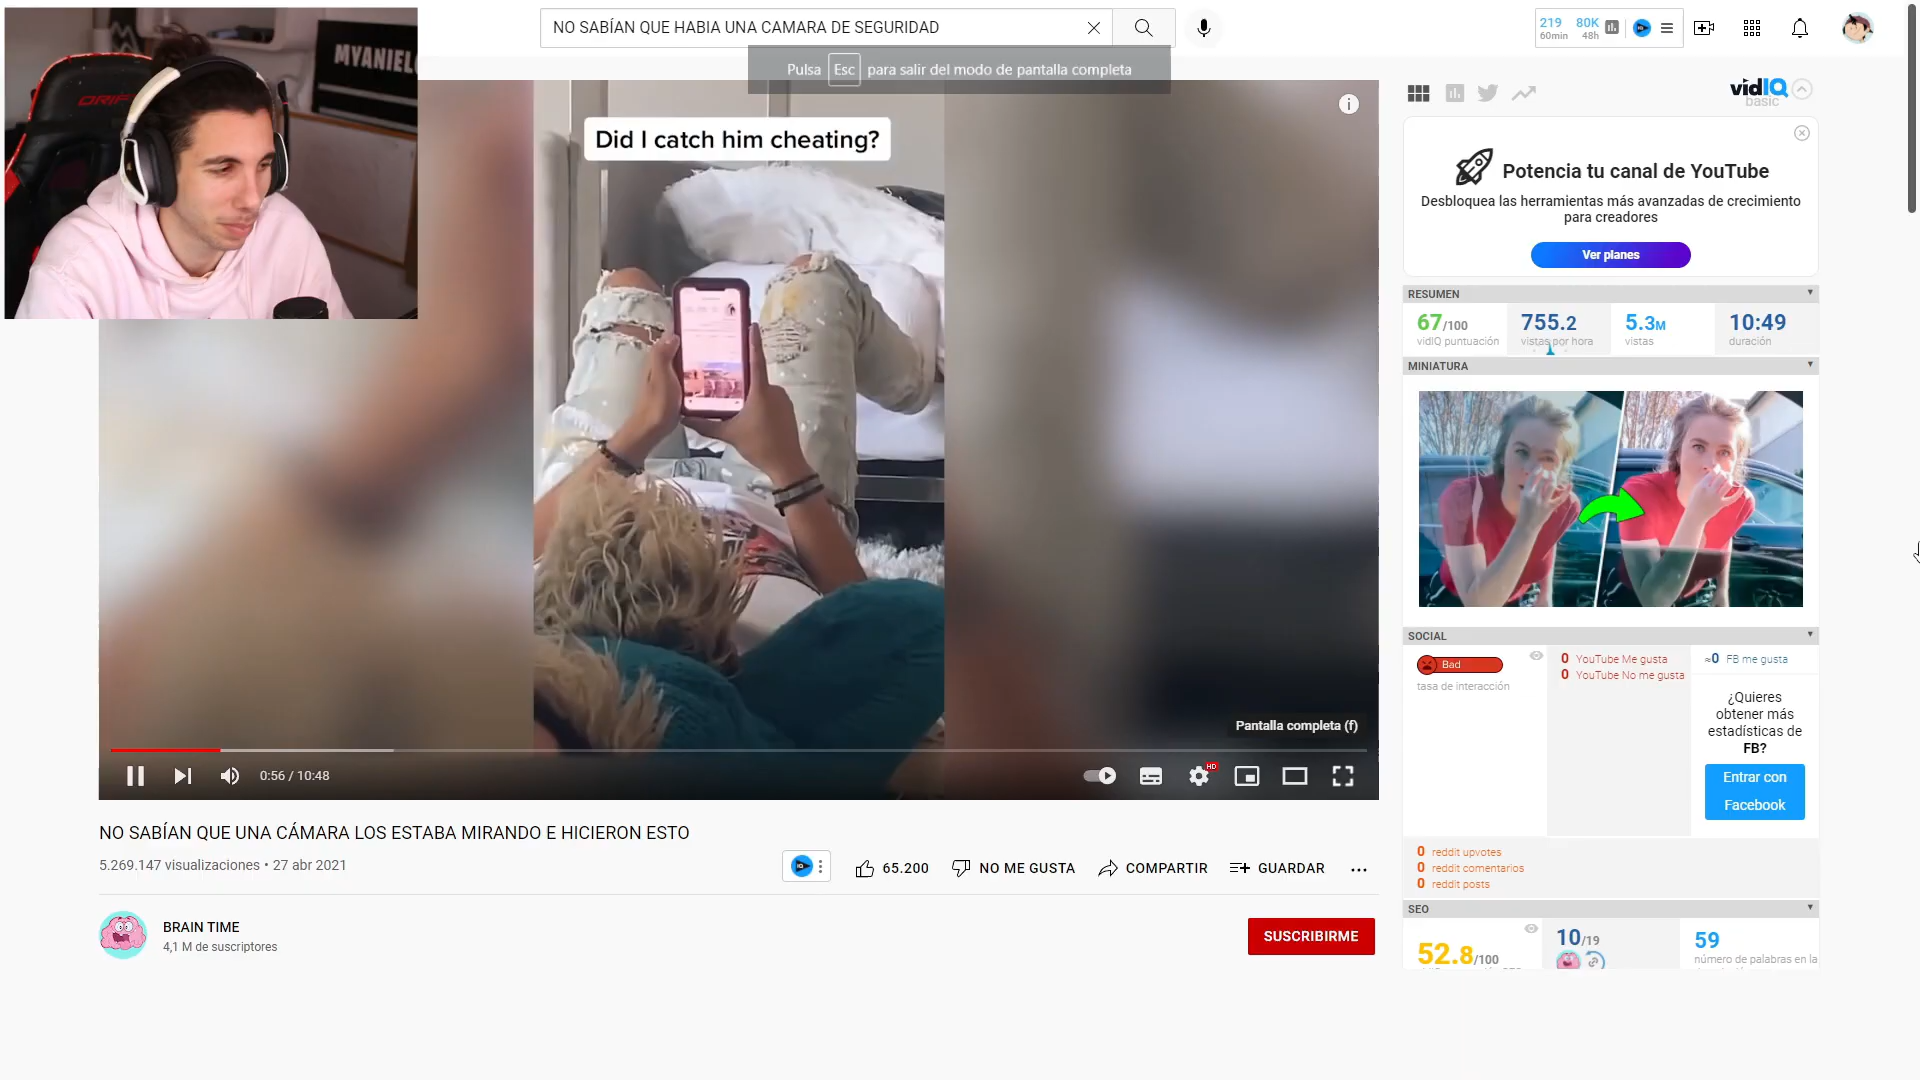 MYANIEL
DRIFT
NO SABÍAN QUE HABIA UNA CAMARA DE SEGURIDAD
219
60min
80K
48h
Pulsa Esc para salir del modo de pantalla completa
Did I catch him cheating?
Pantalla completa (f)
0:56 / 10:48
HD
NO SABÍAN QUE UNA CÁMARA LOS ESTABA MIRANDO E HICIERON ESTO
5.269.147 visualizaciones • 27 abr 2021
65.200
NO ME GUSTA
COMPARTIR
GUARDAR
BRAIN TIME
4,1 M de suscriptores
SUSCRIBIRME
vidIQ
basic
Potencia tu canal de YouTube
Desbloquea las herramientas más avanzadas de crecimiento
para creadores
Ver planes
RESUMEN
67/100
vidIQ puntuación
755.2
vistas por hora
5.3M
vistas
10:49
duración
MINIATURA
SOCIAL
Bad
tasa de interacción
0 YouTube Me gusta
0 YouTube No me gusta
≈0 FB me gusta
¿Quieres
obtener más
estadísticas de
FB?
Entrar con
Facebook
0 reddit upvotes
0 reddit comentarios
0 reddit posts
SEO
52.8/100
10/19
59
número de palabras en la